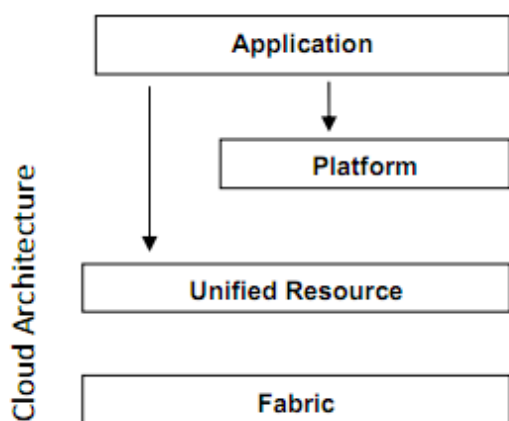 Application
Platform
Unified Resource
Fabric
Cloud Architecture